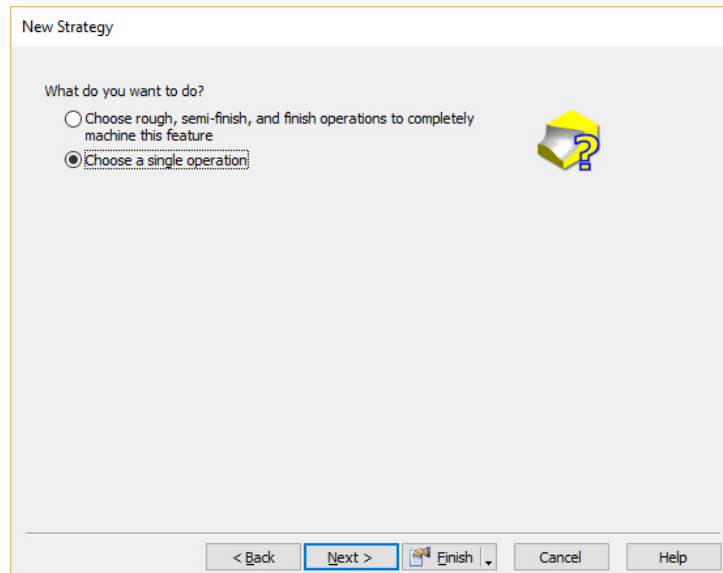 New Strategy
What do you want to do?
Choose rough, semi-finish, and finish operations to completely
machine this feature
Choose a single operation
?
< Back Next > Finish Cancel Help